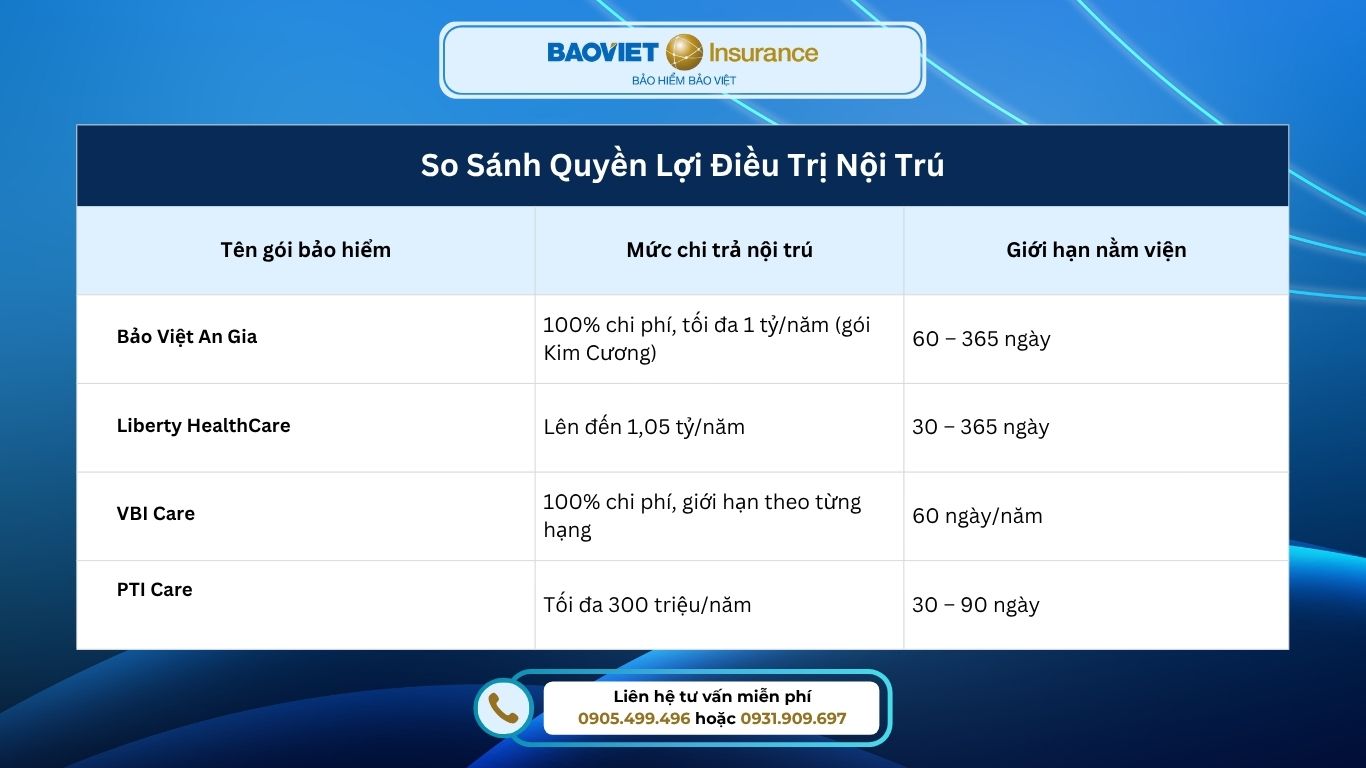 BAOVIET Insurance
BẢO HIỂM BẢO VIỆT
So Sánh Quyền Lợi Điều Trị Nội Trú
Tên gói bảo hiểm
Mức chi trả nội trú
Giới hạn nằm viện
Bảo Việt An Gia
100% chi phí, tối đa 1 tỷ/năm (gói
Kim Cương)
60 – 365 ngày
Liberty HealthCare
Lên đến 1,05 tỷ/năm
30 – 365 ngày
VBI Care
100% chi phí, giới hạn theo từng
hạng
60 ngày/năm
PTI Care
Tối đa 300 triệu/năm
30 – 90 ngày
Liên hệ tư vấn miễn phí
0905.499.496 hoặc 0931.909.697